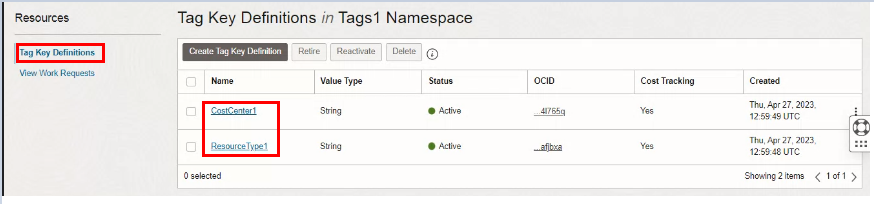 Resources
Tag Key Definitions
View Work Requests
Tag Key Definitions in Tags1 Namespace
Create Tag Key Definition Retire Reactivate Delete
Name Value Type Status OCID Cost Tracking Created
CostCenter1 String Active ...4l765q Yes Thu, Apr 27, 2023, 12:59:49 UTC
ResourceType1 String Active ...afjbxa Yes Thu, Apr 27, 2023, 12:59:48 UTC
0 selected Showing 2 items 1 of 1